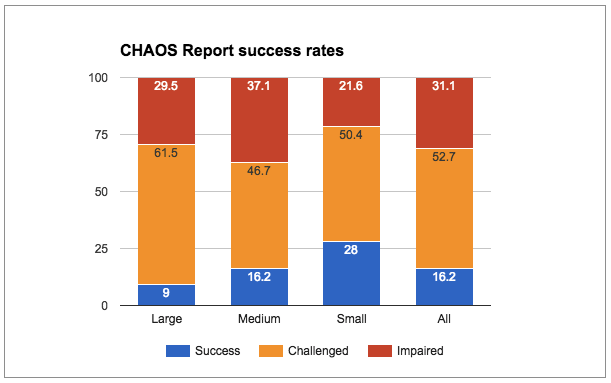 CHAOS Report success rates
100
29.5 37.1 21.6 31.1
75
61.5 46.7 50.4 52.7
50
25
9 16.2 28 16.2
0
Large Medium Small All
Success Challenged Impaired